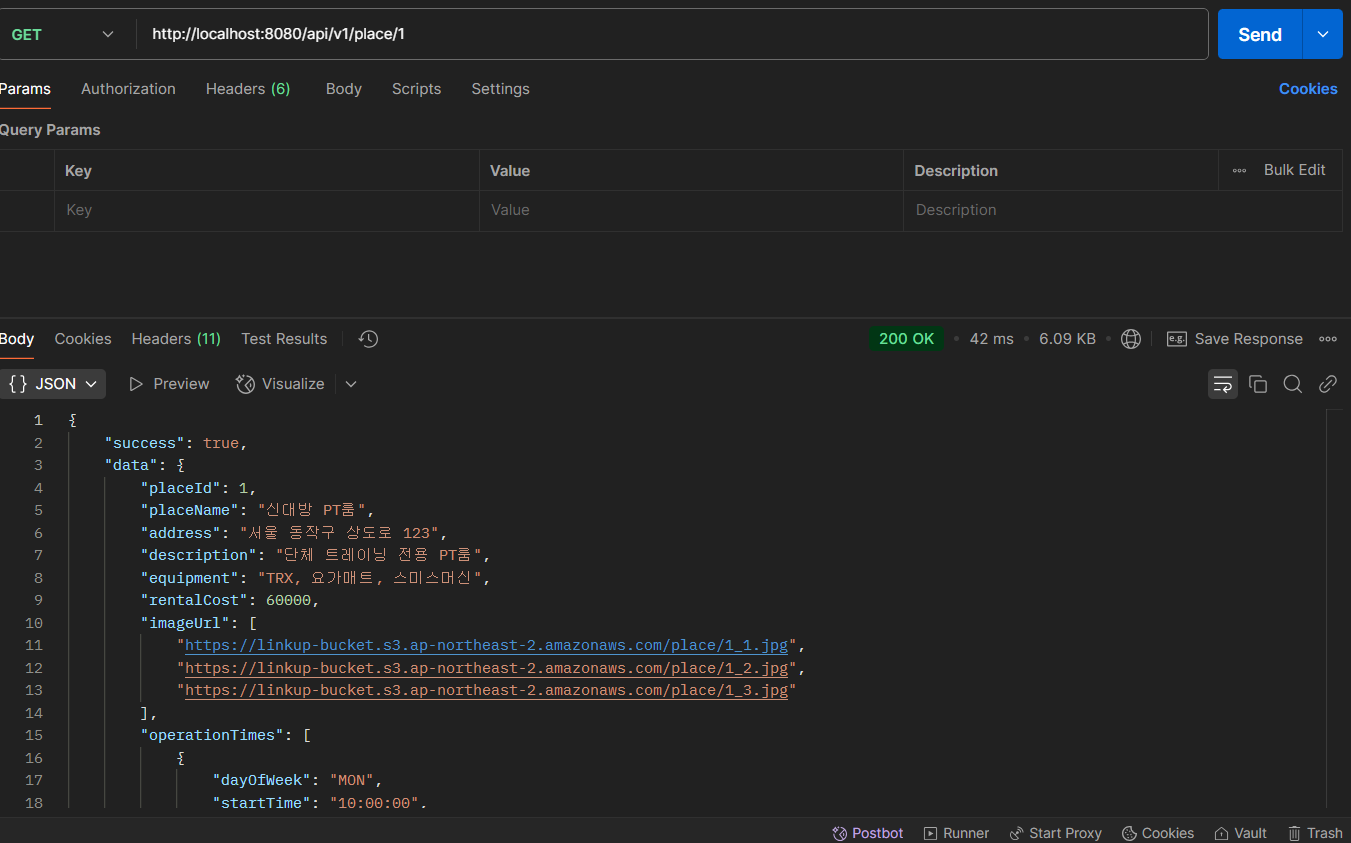 GET http://localhost:8080/api/v1/place/1 Send
Params Authorization Headers (6) Body Scripts Settings Cookies
Query Params
Key Value Description Bulk Edit
Key Value Description
Body Cookies Headers (11) Test Results 200 OK • 42 ms • 6.09 KB • e.g. Save Response
{} JSON Preview Visualize
1 {
2 "success": true,
3 "data": {
4 "placeId": 1,
5 "placeName": "신대방 PT룸",
6 "address": "서울 동작구 상도로 123",
7 "description": "단체 트레이닝 전용 PT룸",
8 "equipment": "TRX, 요가매트, 스미스머신",
9 "rentalCost": 60000,
10 "imageUrl": [
11 "https://linkup-bucket.s3.ap-northeast-2.amazonaws.com/place/1_1.jpg",
12 "https://linkup-bucket.s3.ap-northeast-2.amazonaws.com/place/1_2.jpg",
13 "https://linkup-bucket.s3.ap-northeast-2.amazonaws.com/place/1_3.jpg"
14 ],
15 "operationTimes": [
16 {
17 "dayOfWeek": "MON",
18 "startTime": "10:00:00",
Postbot Runner Start Proxy Cookies Vault Trash